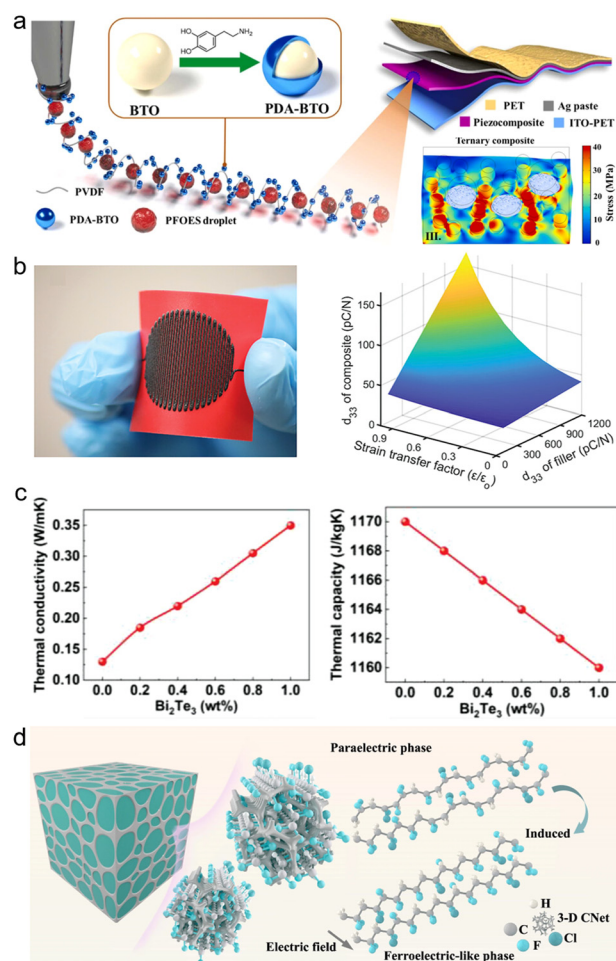 a
HO
HO
NH₂
BTO
PDA-BTO
PVDF
PDA-BTO
PFOES droplet
PET
Ag paste
Piezocomposite
ITO-PET
Ternary composite
III.
40
30
20
10
0
Stress (MPa)
b
d₃₃ of composite (pC/N)
150
100
50
0
0.9
0.6
0.3
0
Strain transfer factor (ε/εₒ)
0
300
600
900
1200
d₃₃ of filler (pC/N)
c
Thermal conductivity (W/mK)
0.35
0.30
0.25
0.20
0.15
0.10
0.0 0.2 0.4 0.6 0.8 1.0
Bi₂Te₃ (wt%)
Thermal capacity (J/kgK)
1170
1168
1166
1164
1162
1160
0.0 0.2 0.4 0.6 0.8 1.0
Bi₂Te₃ (wt%)
d
Paraelectric phase
Induced
Electric field
Ferroelectric-like phase
H
3-D CNet
C
F
Cl